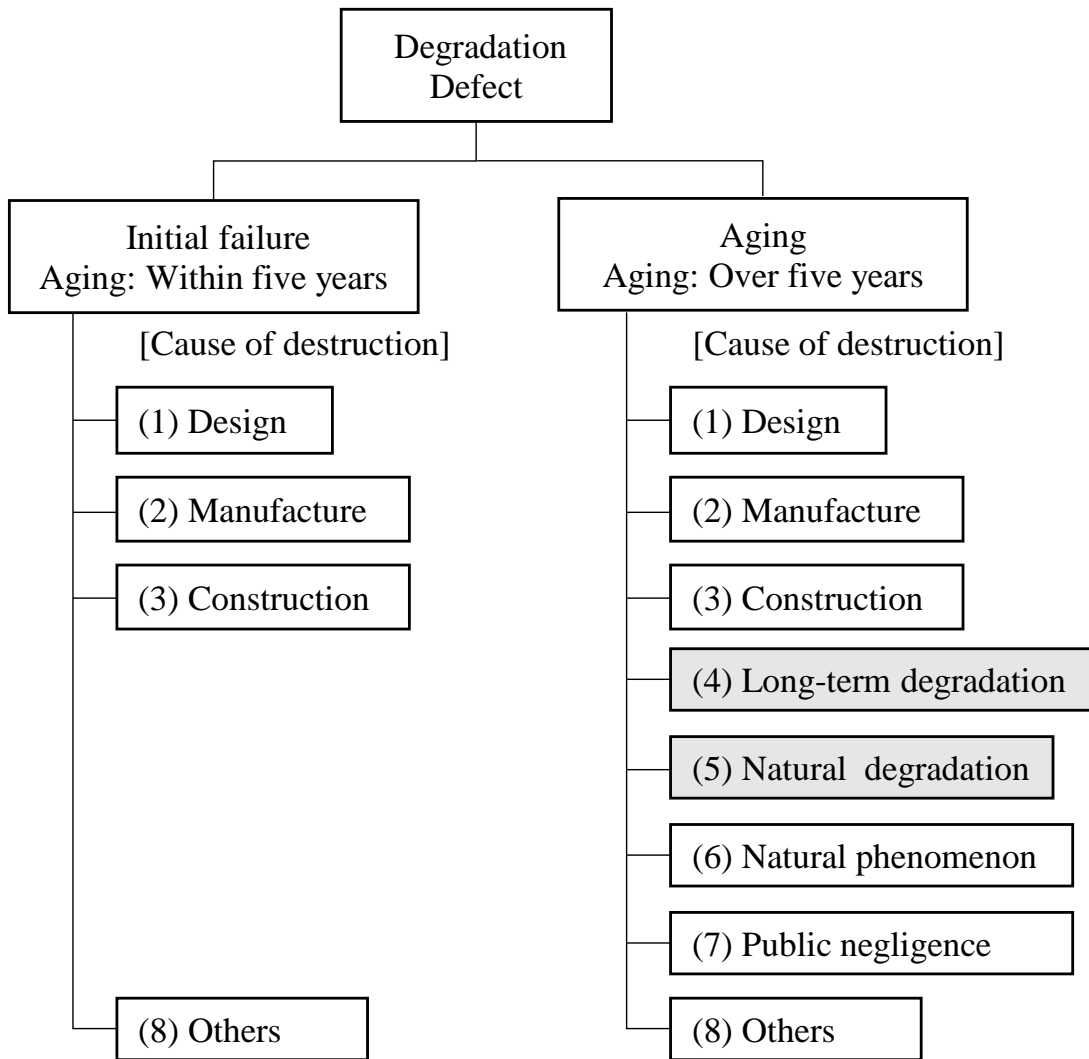 Degradation
Defect
Initial failure
Aging: Within five years
[Cause of destruction]
(1) Design
(2) Manufacture
(3) Construction
(8) Others
Aging
Aging: Over five years
[Cause of destruction]
(1) Design
(2) Manufacture
(3) Construction
(4) Long-term degradation
(5) Natural degradation
(6) Natural phenomenon
(7) Public negligence
(8) Others